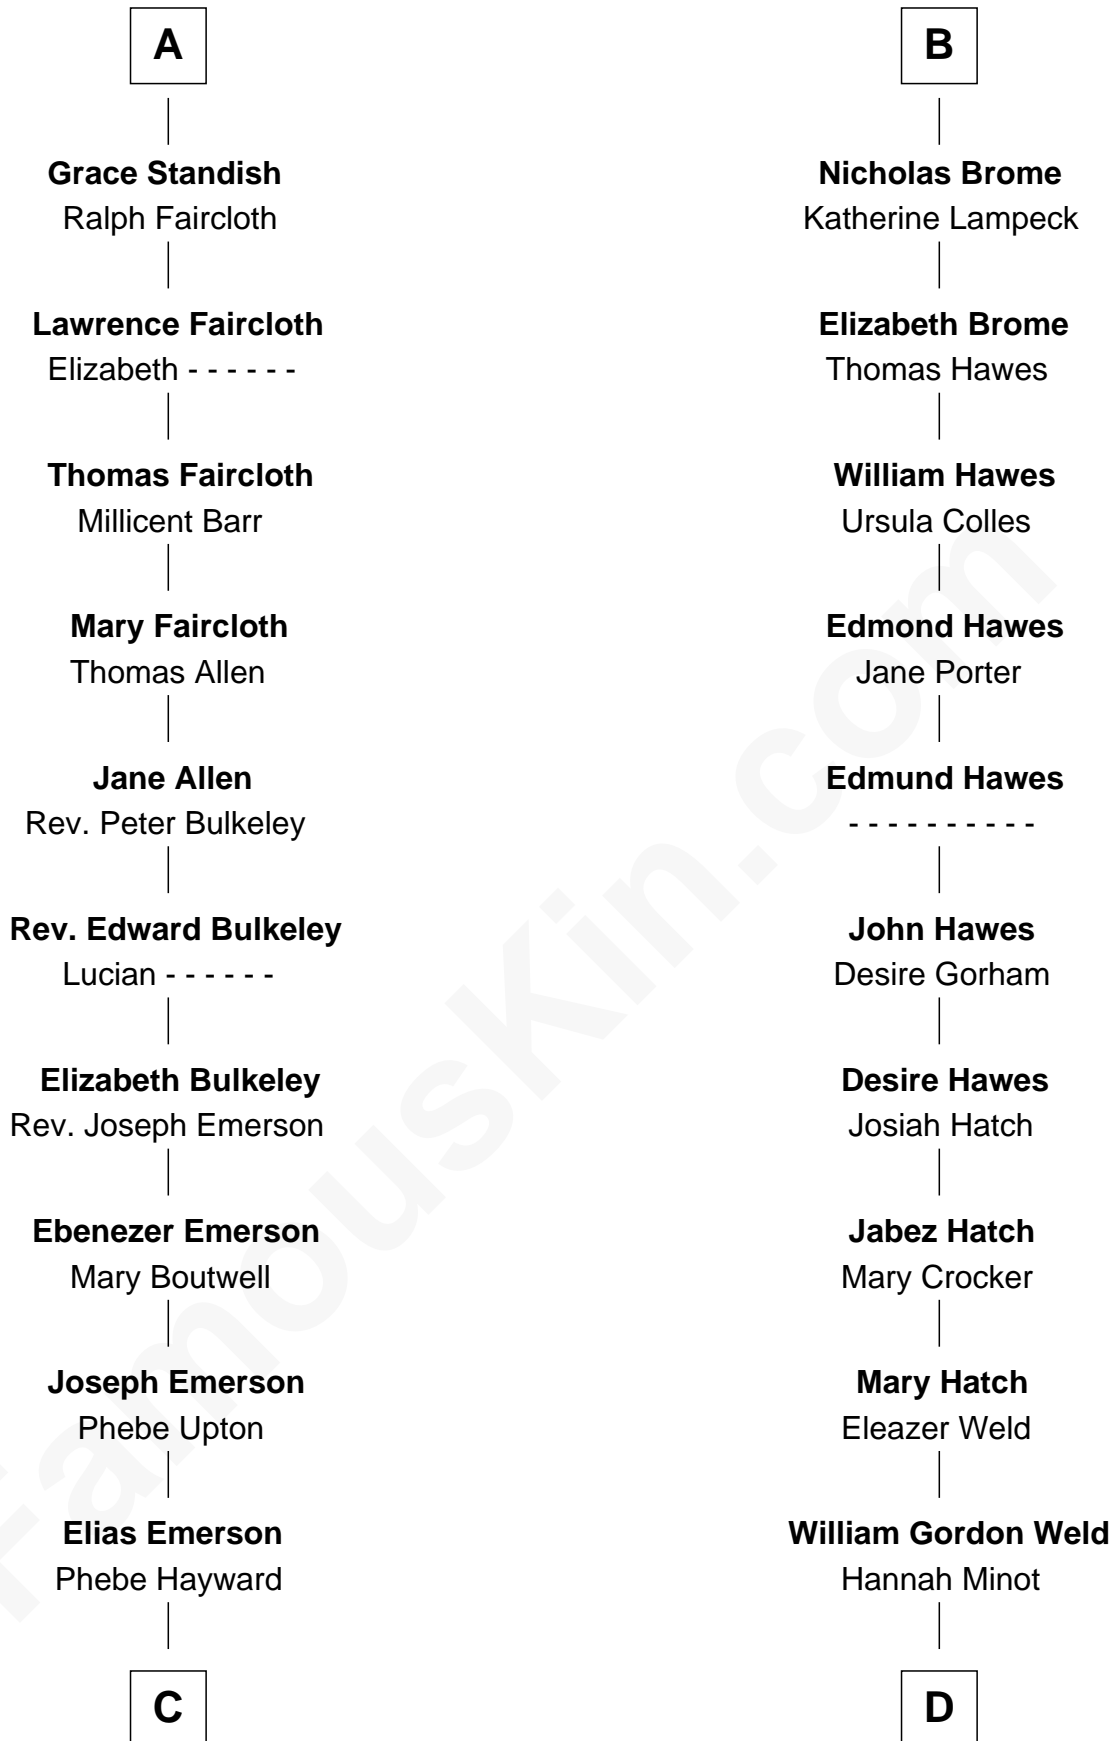 A
Grace Standish
Ralph Faircloth
Lawrence Faircloth
Elizabeth - - - - - -
Thomas Faircloth
Millicent Barr
Mary Faircloth
Thomas Allen
Jane Allen
Rev. Peter Bulkeley
Rev. Edward Bulkeley
Lucian - - - - - -
Elizabeth Bulkeley
Rev. Joseph Emerson
Ebenezer Emerson
Mary Boutwell
Joseph Emerson
Phebe Upton
Elias Emerson
Phebe Hayward
C
B
Nicholas Brome
Katherine Lampeck
Elizabeth Brome
Thomas Hawes
William Hawes
Ursula Colles
Edmond Hawes
Jane Porter
Edmund Hawes
- - - - - - - - - -
John Hawes
Desire Gorham
Desire Hawes
Josiah Hatch
Jabez Hatch
Mary Crocker
Mary Hatch
Eleazer Weld
William Gordon Weld
Hannah Minot
D
FamousKin.com